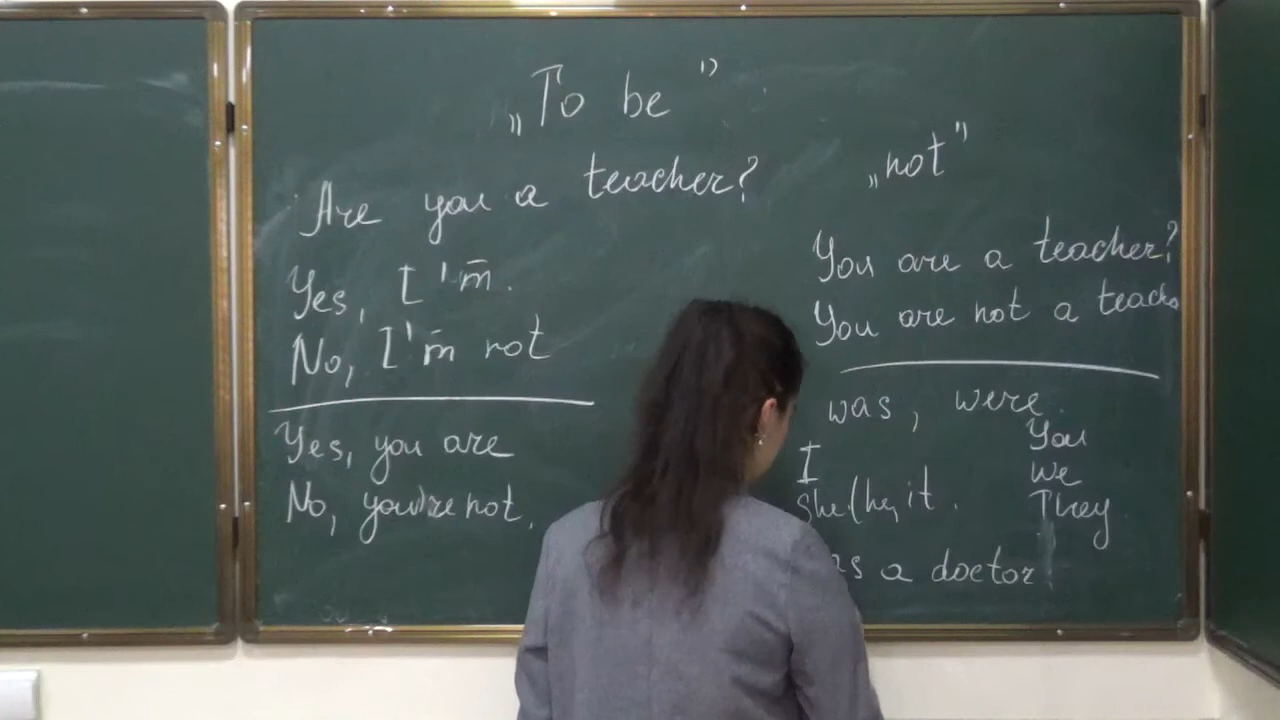 „To be”
Are you a teacher?
Yes, I'm.
No, I'm not
Yes, you are
No, you're not.
„not”
You are a teacher?
You are not a teach
was, were.
I
She/he, it.
You
We
They
as a doctor